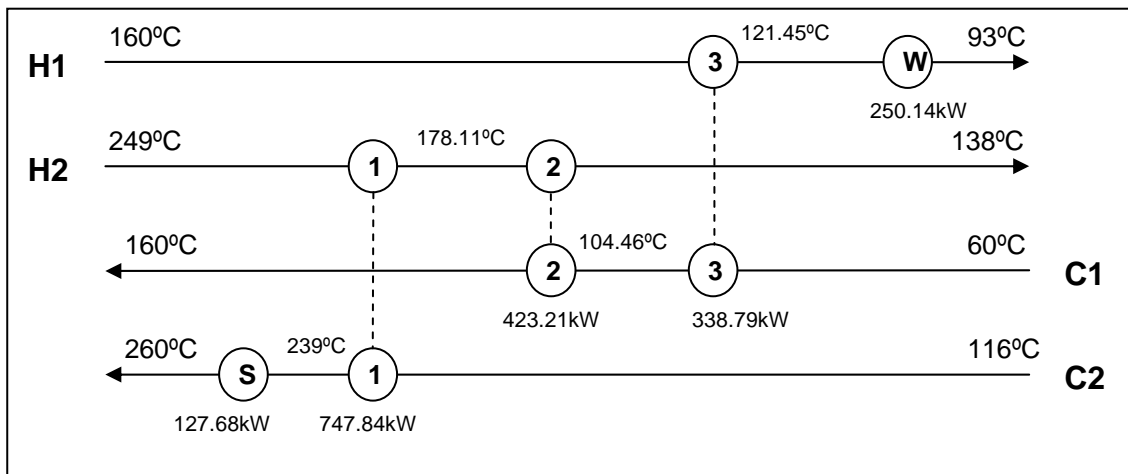 160ºC 121.45ºC 93ºC
H1 3 W
250.14kW
249ºC 178.11ºC 138ºC
H2 1 2
160ºC 104.46ºC 60ºC
2 3 C1
423.21kW 338.79kW
260ºC 239ºC 116ºC
S 1 C2
127.68kW 747.84kW